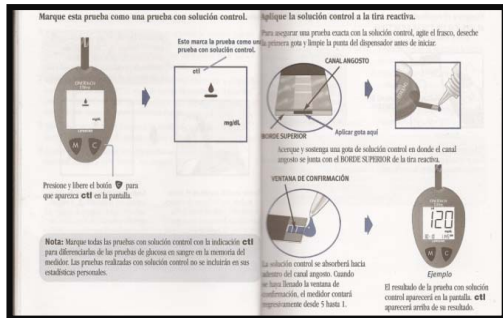 Marque esta prueba como una prueba con solución control.
Este marca la prueba como un
prueba con solución control.
ctl
mg/dL
M
C
Presione y libere el botón C para
que aparezca ctl en la pantalla.
Nota: Marque todas las pruebas con solución control con la indicación ctl
para diferenciarlas de las pruebas de glucosa en sangre en la memoria del
medidor. Las pruebas realizadas con solución control no se incluirán en sus
estadísticas personales.
Aplique la solución control a la tira reactiva.
Para asegurar una prueba exacta con la solución control, agite el frasco, deseche
la primera gota y limpie la punta del dispensador antes de iniciar.
CANAL ANGOSTO
BORDE SUPERIOR
Aplicar gota aquí
Acerque y sostenga una gota de solución control en donde el canal
angosto se junta con el BORDE SUPERIOR de la tira reactiva.
VENTANA DE CONFIRMACIÓN
La solución control se absorberá hacia
adentro del canal angosto. Cuando
se haya llenado la ventana de
confirmación, el medidor contará
regresivamente desde 5 hasta 1.
120
M
C
Ejemplo
El resultado de la prueba con solución
control aparecerá en la pantalla. ctl
aparecerá arriba de su resultado.